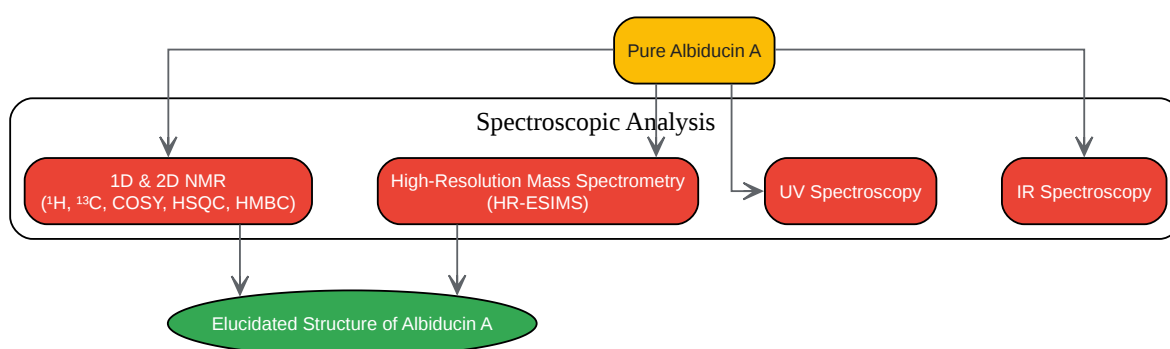 Pure Albiducin A
Spectroscopic Analysis
1D & 2D NMR
(¹H, ¹³C, COSY, HSQC, HMBC)
High-Resolution Mass Spectrometry
(HR-ESIMS)
UV Spectroscopy
IR Spectroscopy
Elucidated Structure of Albiducin A